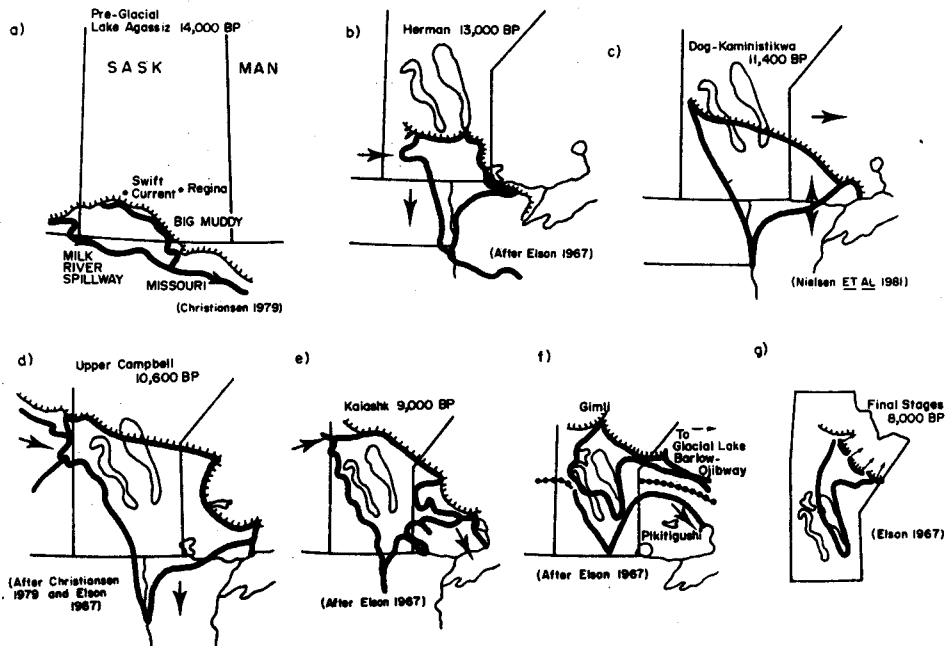 a)
Pre-Glacial
Lake Agassiz 14,000 BP
SASK
MAN
Swift
Current
Regina
BIG MUDDY
MILK
RIVER
SPILLWAY
MISSOURI
(Christiansen 1979)
b)
Herman 13,000 BP
(After Elson 1967)
c)
Dog-Kaministikwa
11,400 BP
(Nielsen ET AL 1981)
d)
Upper Campbell
10,600 BP
(After Christiansen
1979 and Elson
1967)
e)
Kaiashk 9,000 BP
(After Elson 1967)
f)
Gimli
To
Glacial Lake
Barlow-
Ojibway
Pikitigushi
(After Elson 1967)
g)
Final Stages
8,000 BP
(Elson 1967)